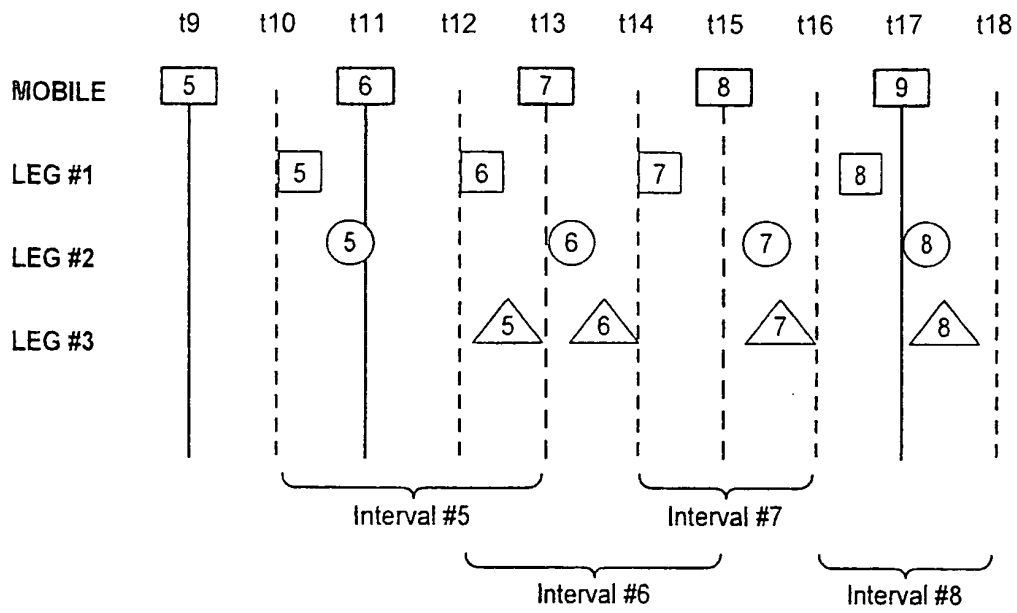 t9 t10 t11 t12 t13 t14 t15 t16 t17 t18
MOBILE 5 6 7 8 9
LEG #1 5 6 7 8
LEG #2 5 6 7 8
LEG #3 5 6 7 8
Interval #5 Interval #7
Interval #6 Interval #8